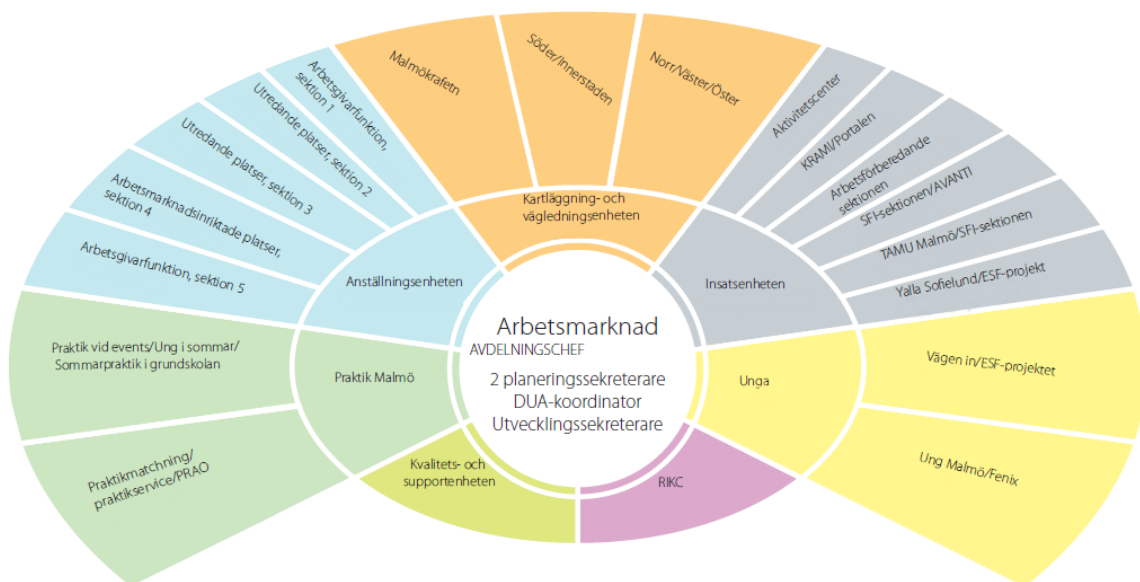 Malmökrafetn
Söder/Innerstaden
Norr/Väster/Öster
Kartläggning- och
vägledningsenheten
Arbetsgivarfunktion,
sektion 1
Utredande platser, sektion 2
Utredande platser, sektion 3
Arbetsmarknadsinriktade platser,
sektion 4
Arbetsgivarfunktion, sektion 5
Anställningsenheten
Aktivitetscenter
KRAMI/Portalen
Arbetsförberedande
sektionen
SFI-sektionen/AVANTI
TAMU Malmö/SFI-sektionen
Yalla Sofielund/ESF-projekt
Insatsenheten
Arbetsmarknad
AVDELNINGSCHEF
2 planeringssekreterare
DUA-koordinator
Utvecklingssekreterare
Praktik vid events/Ung i sommar/
Sommarpraktik i grundskolan
Praktikmatchning/
praktikservice/PRAO
Praktik Malmö
Unga
Vägen in/ESF-projektet
Ung Malmö/Fenix
Kvalitets- och
supportenheten
RIKC